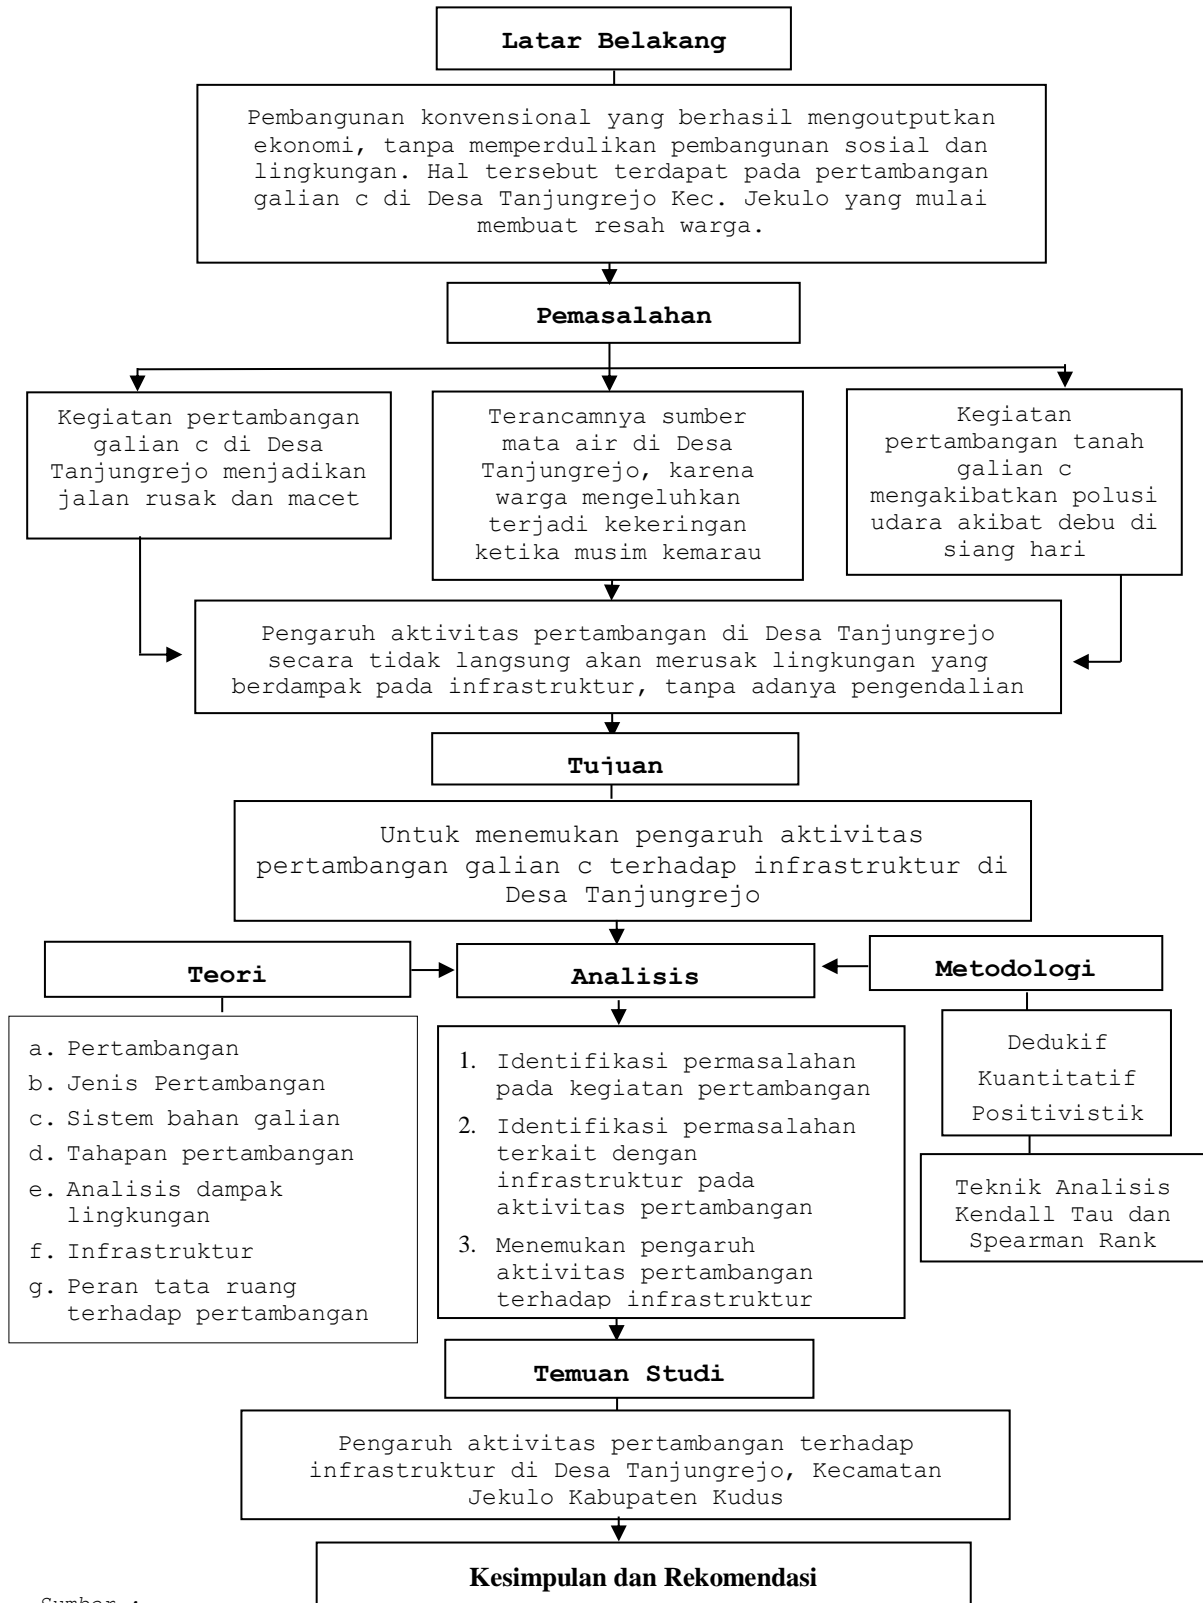 Latar Belakang
Pembangunan konvensional yang berhasil mengoutputkan
ekonomi, tanpa memperdulikan pembangunan sosial dan
lingkungan. Hal tersebut terdapat pada pertambangan
galian c di Desa Tanjungrejo Kec. Jekulo yang mulai
membuat resah warga.
Pemasalahan
Kegiatan pertambangan
galian c di Desa
Tanjungrejo menjadikan
jalan rusak dan macet
Terancamnya sumber
mata air di Desa
Tanjungrejo, karena
warga mengeluhkan
terjadi kekeringan
ketika musim kemarau
Kegiatan
pertambangan tanah
galian c
mengakibatkan polusi
udara akibat debu di
siang hari
Pengaruh aktivitas pertambangan di Desa Tanjungrejo
secara tidak langsung akan merusak lingkungan yang
berdampak pada infrastruktur, tanpa adanya pengendalian
Tujuan
Untuk menemukan pengaruh aktivitas
pertambangan galian c terhadap infrastruktur di
Desa Tanjungrejo
Teori
Analisis
Metodologi
a. Pertambangan
b. Jenis Pertambangan
c. Sistem bahan galian
d. Tahapan pertambangan
e. Analisis dampak
lingkungan
f. Infrastruktur
g. Peran tata ruang
terhadap pertambangan
1. Identifikasi permasalahan
pada kegiatan pertambangan
2. Identifikasi permasalahan
terkait dengan
infrastruktur pada
aktivitas pertambangan
3. Menemukan pengaruh
aktivitas pertambangan
terhadap infrastruktur
Dedukif
Kuantitatif
Positivistik
Teknik Analisis
Kendall Tau dan
Spearman Rank
Temuan Studi
Pengaruh aktivitas pertambangan terhadap
infrastruktur di Desa Tanjungrejo, Kecamatan
Jekulo Kabupaten Kudus
Kesimpulan dan Rekomendasi
Sumber :